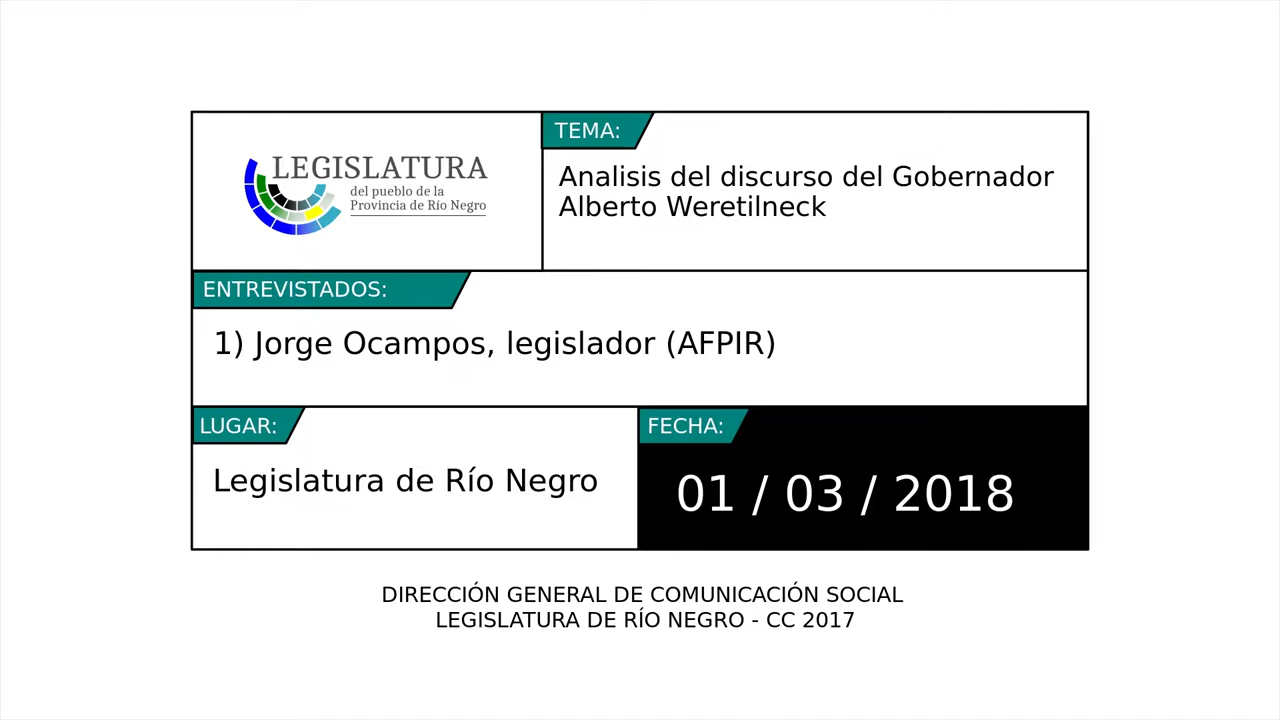 LEGISLATURA
del pueblo de la
Provincia de Río Negro
TEMA:
Analisis del discurso del Gobernador
Alberto Weretilneck
ENTREVISTADOS:
1) Jorge Ocampos, legislador (AFPIR)
LUGAR:
Legislatura de Río Negro
FECHA:
01 / 03 / 2018
DIRECCIÓN GENERAL DE COMUNICACIÓN SOCIAL
LEGISLATURA DE RÍO NEGRO - CC 2017